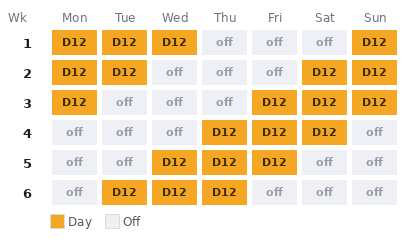 Wk Mon Tue Wed Thu Fri Sat Sun
1 D12 D12 D12 off off off D12
2 D12 D12 off off off D12 D12
3 D12 off off off D12 D12 D12
4 off off off D12 D12 D12 off
5 off off D12 D12 D12 off off
6 off D12 D12 D12 off off off
Day Off